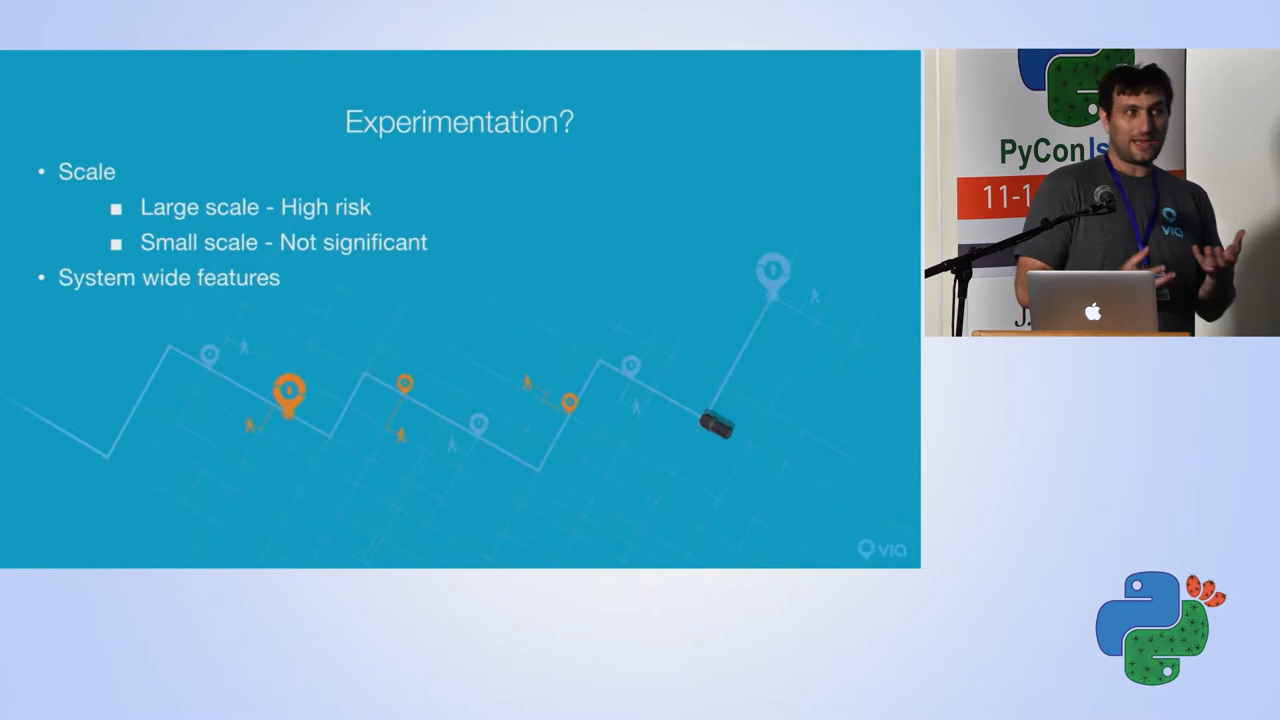 Experimentation?
• Scale
■ Large scale - High risk
■ Small scale - Not significant
• System wide features
via
PyConIs
11-1
via
J.